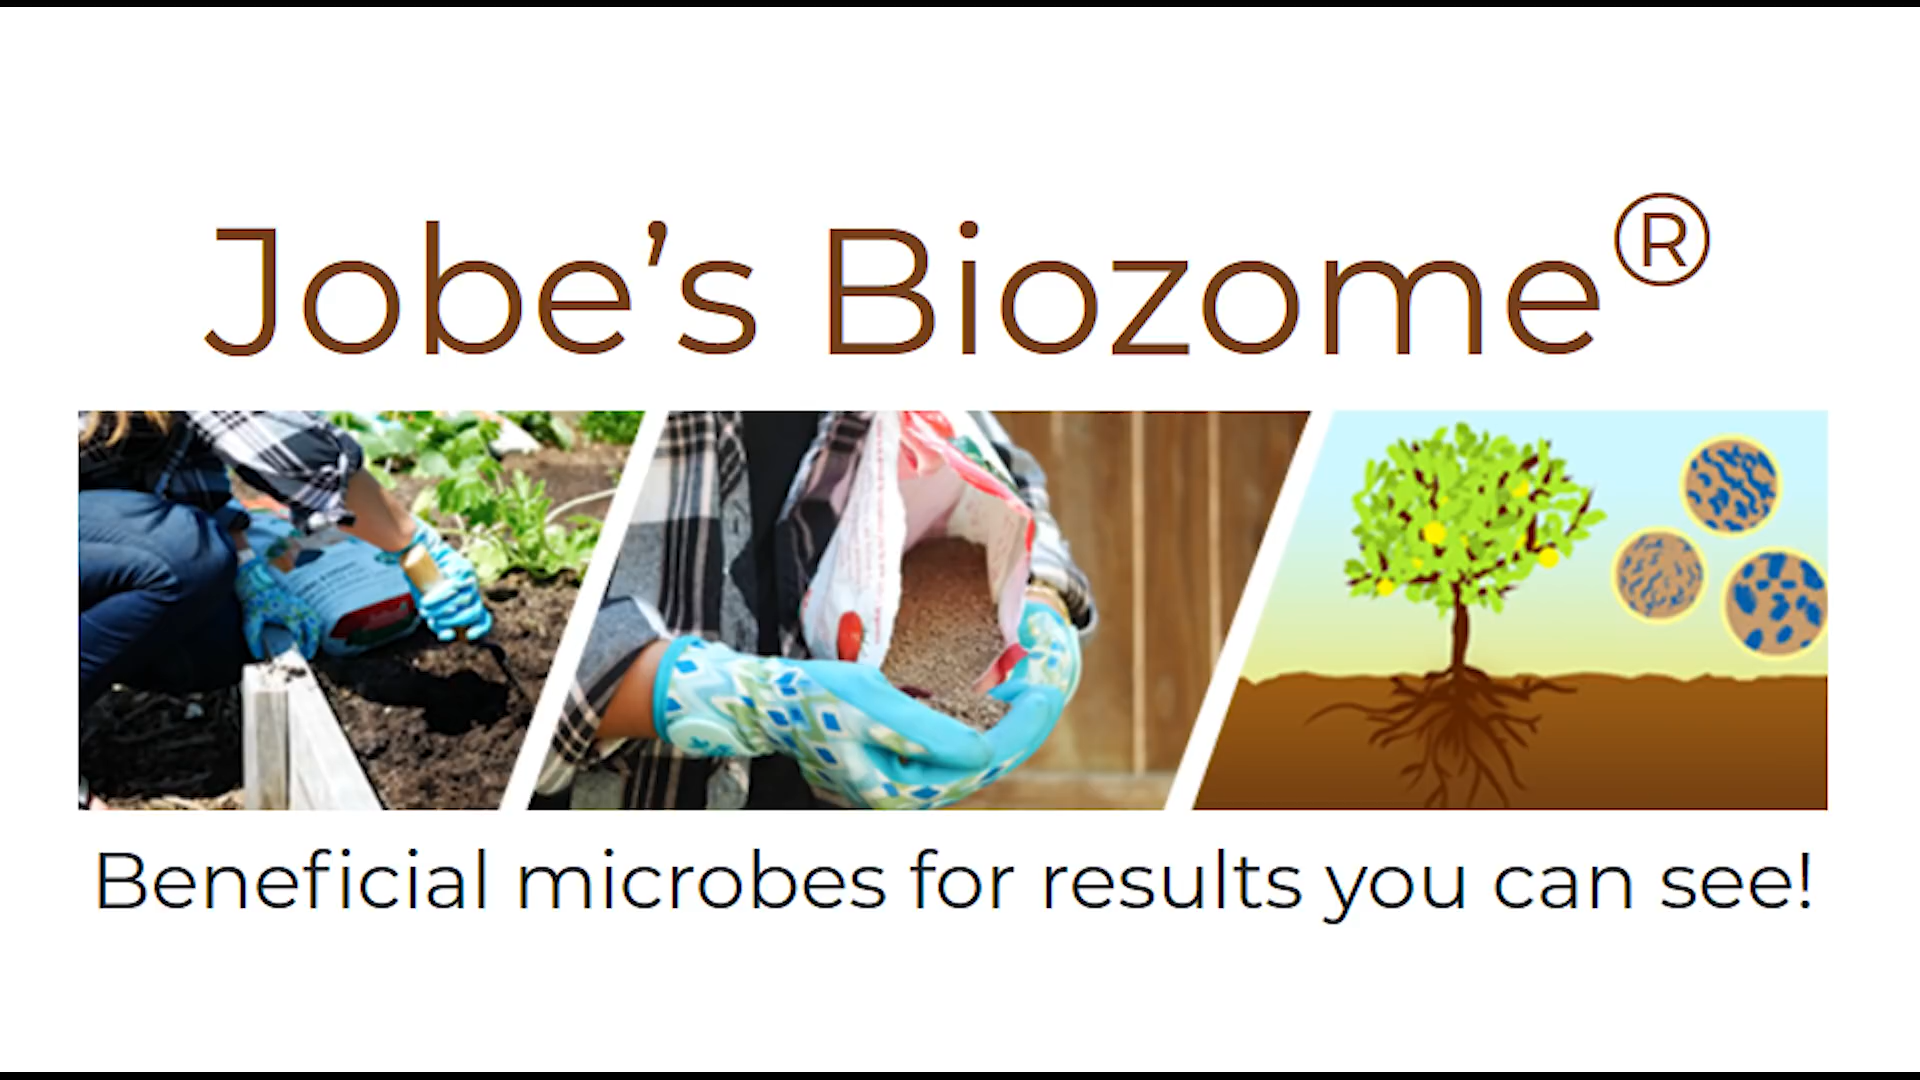 Jobe’s Biozome®
Beneficial microbes for results you can see!